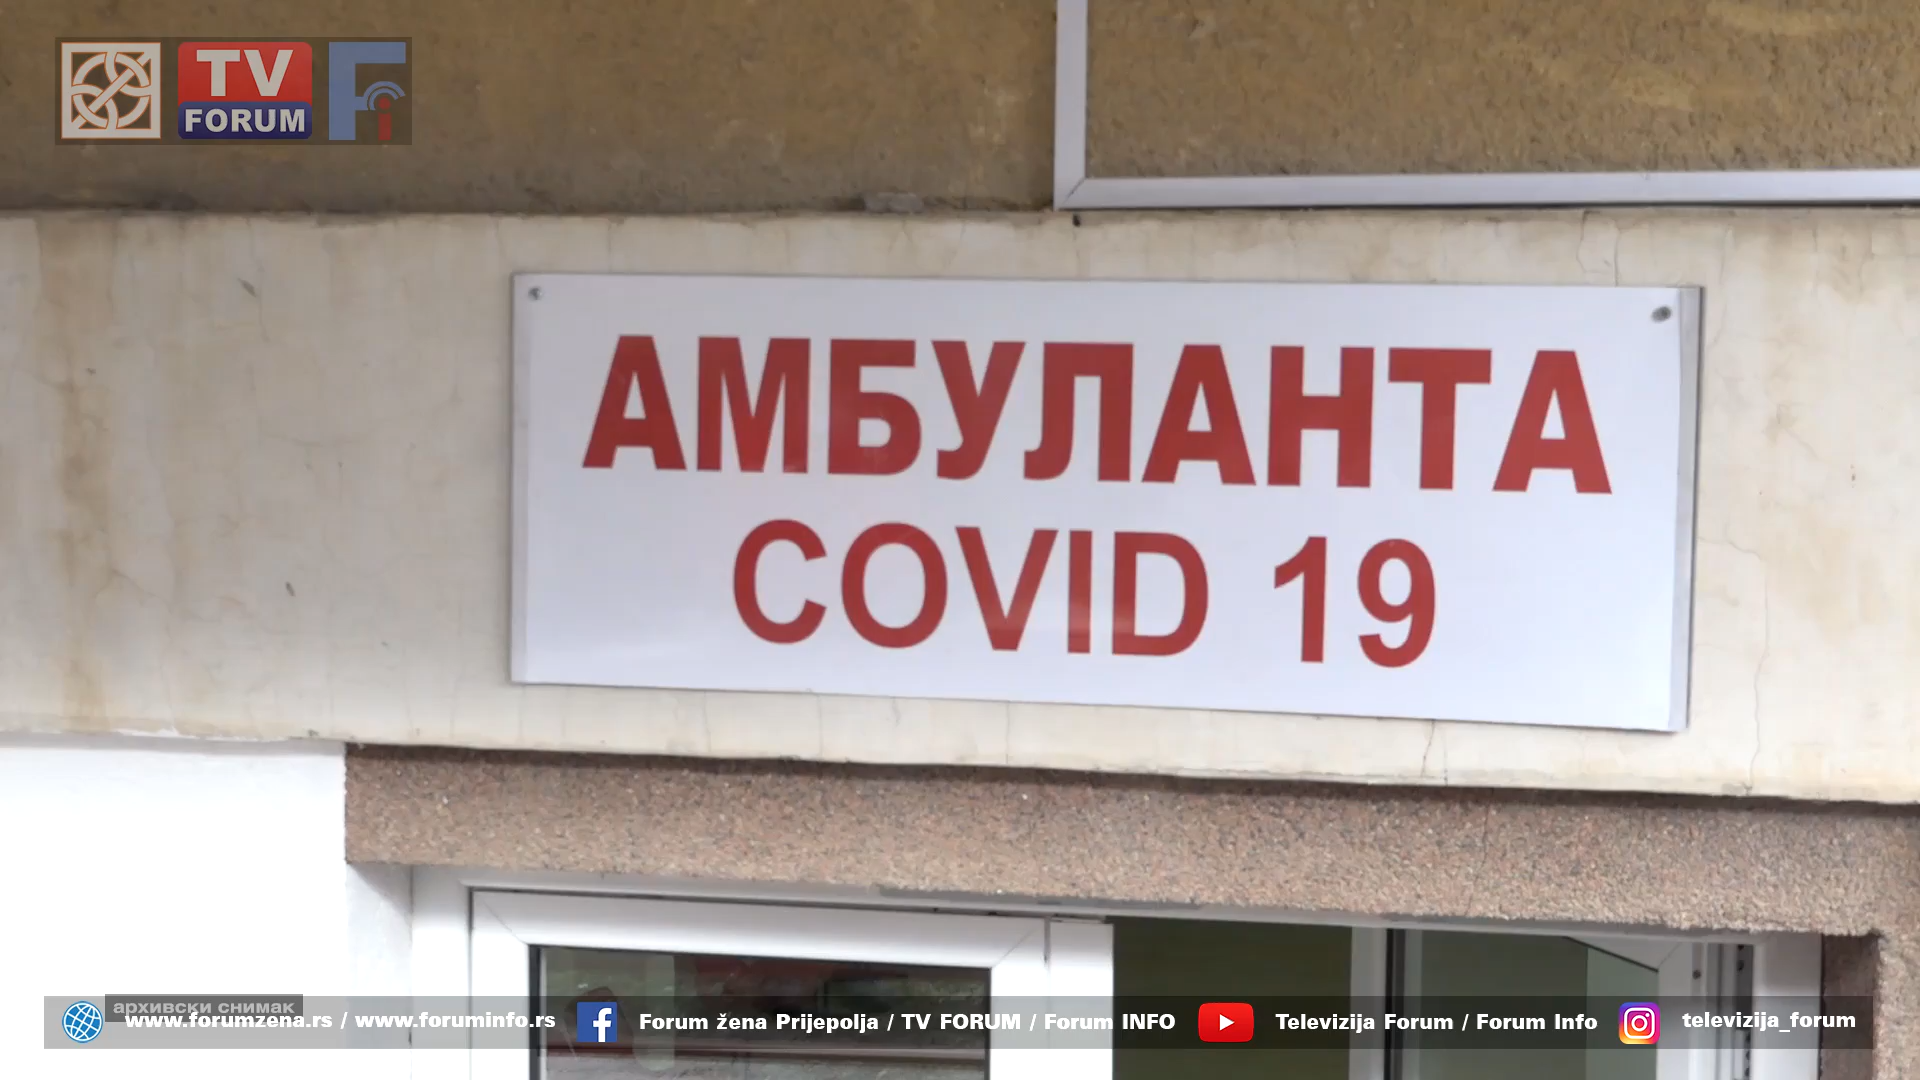 TV
FORUM
Fi
АМБУЛАНТА
COVID 19
архивски снимак
www.forumzena.rs / www.foruminfo.rs
Forum žena Prijepolja / TV FORUM / Forum INFO
Televizija Forum / Forum Info
televizija_forum